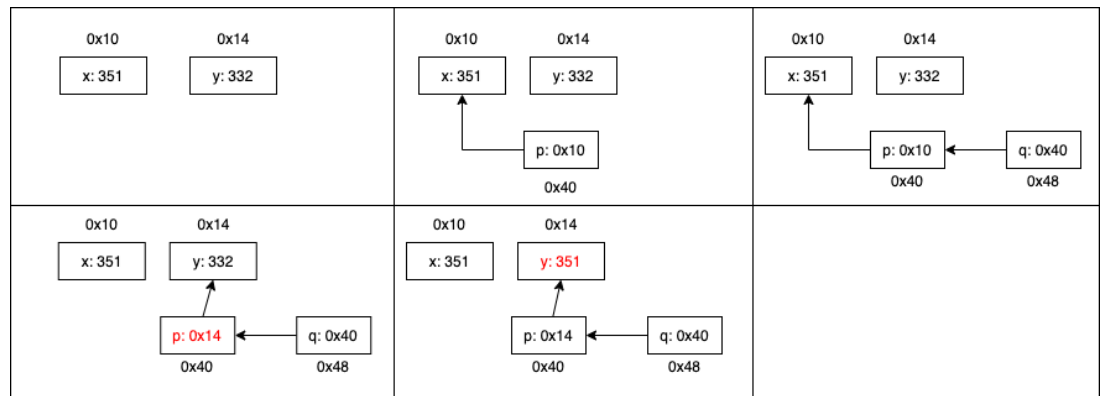 0x10 0x14
x: 351 y: 332
0x10 0x14
x: 351 y: 332
p: 0x10
0x40
0x10 0x14
x: 351 y: 332
p: 0x10 q: 0x40
0x40 0x48
0x10 0x14
x: 351 y: 332
p: 0x14 q: 0x40
0x40 0x48
0x10 0x14
x: 351 y: 351
p: 0x14 q: 0x40
0x40 0x48